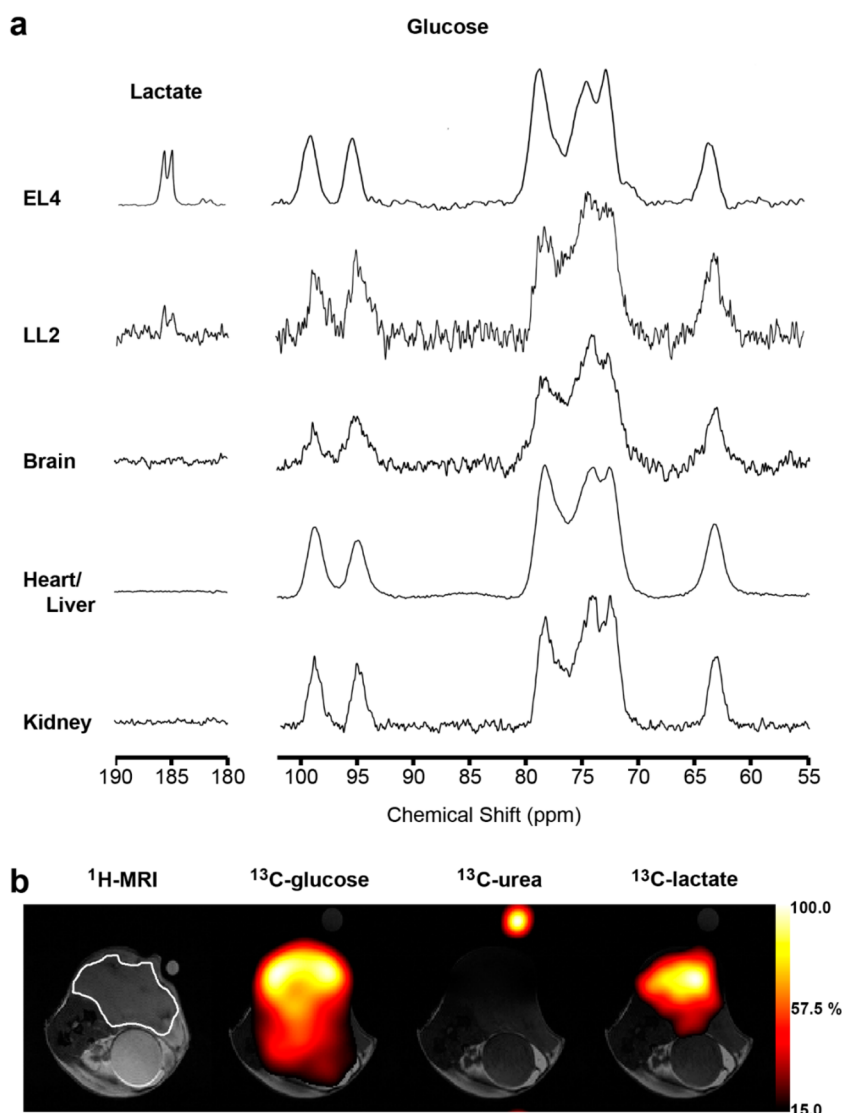 a
Glucose
Lactate
EL4
LL2
Brain
Heart/
Liver
Kidney
190 185 180 100 95 90 85 80 75 70 65 60 55
Chemical Shift (ppm)
b
¹H-MRI ¹³C-glucose ¹³C-urea ¹³C-lactate
100.0
57.5 %
15.0